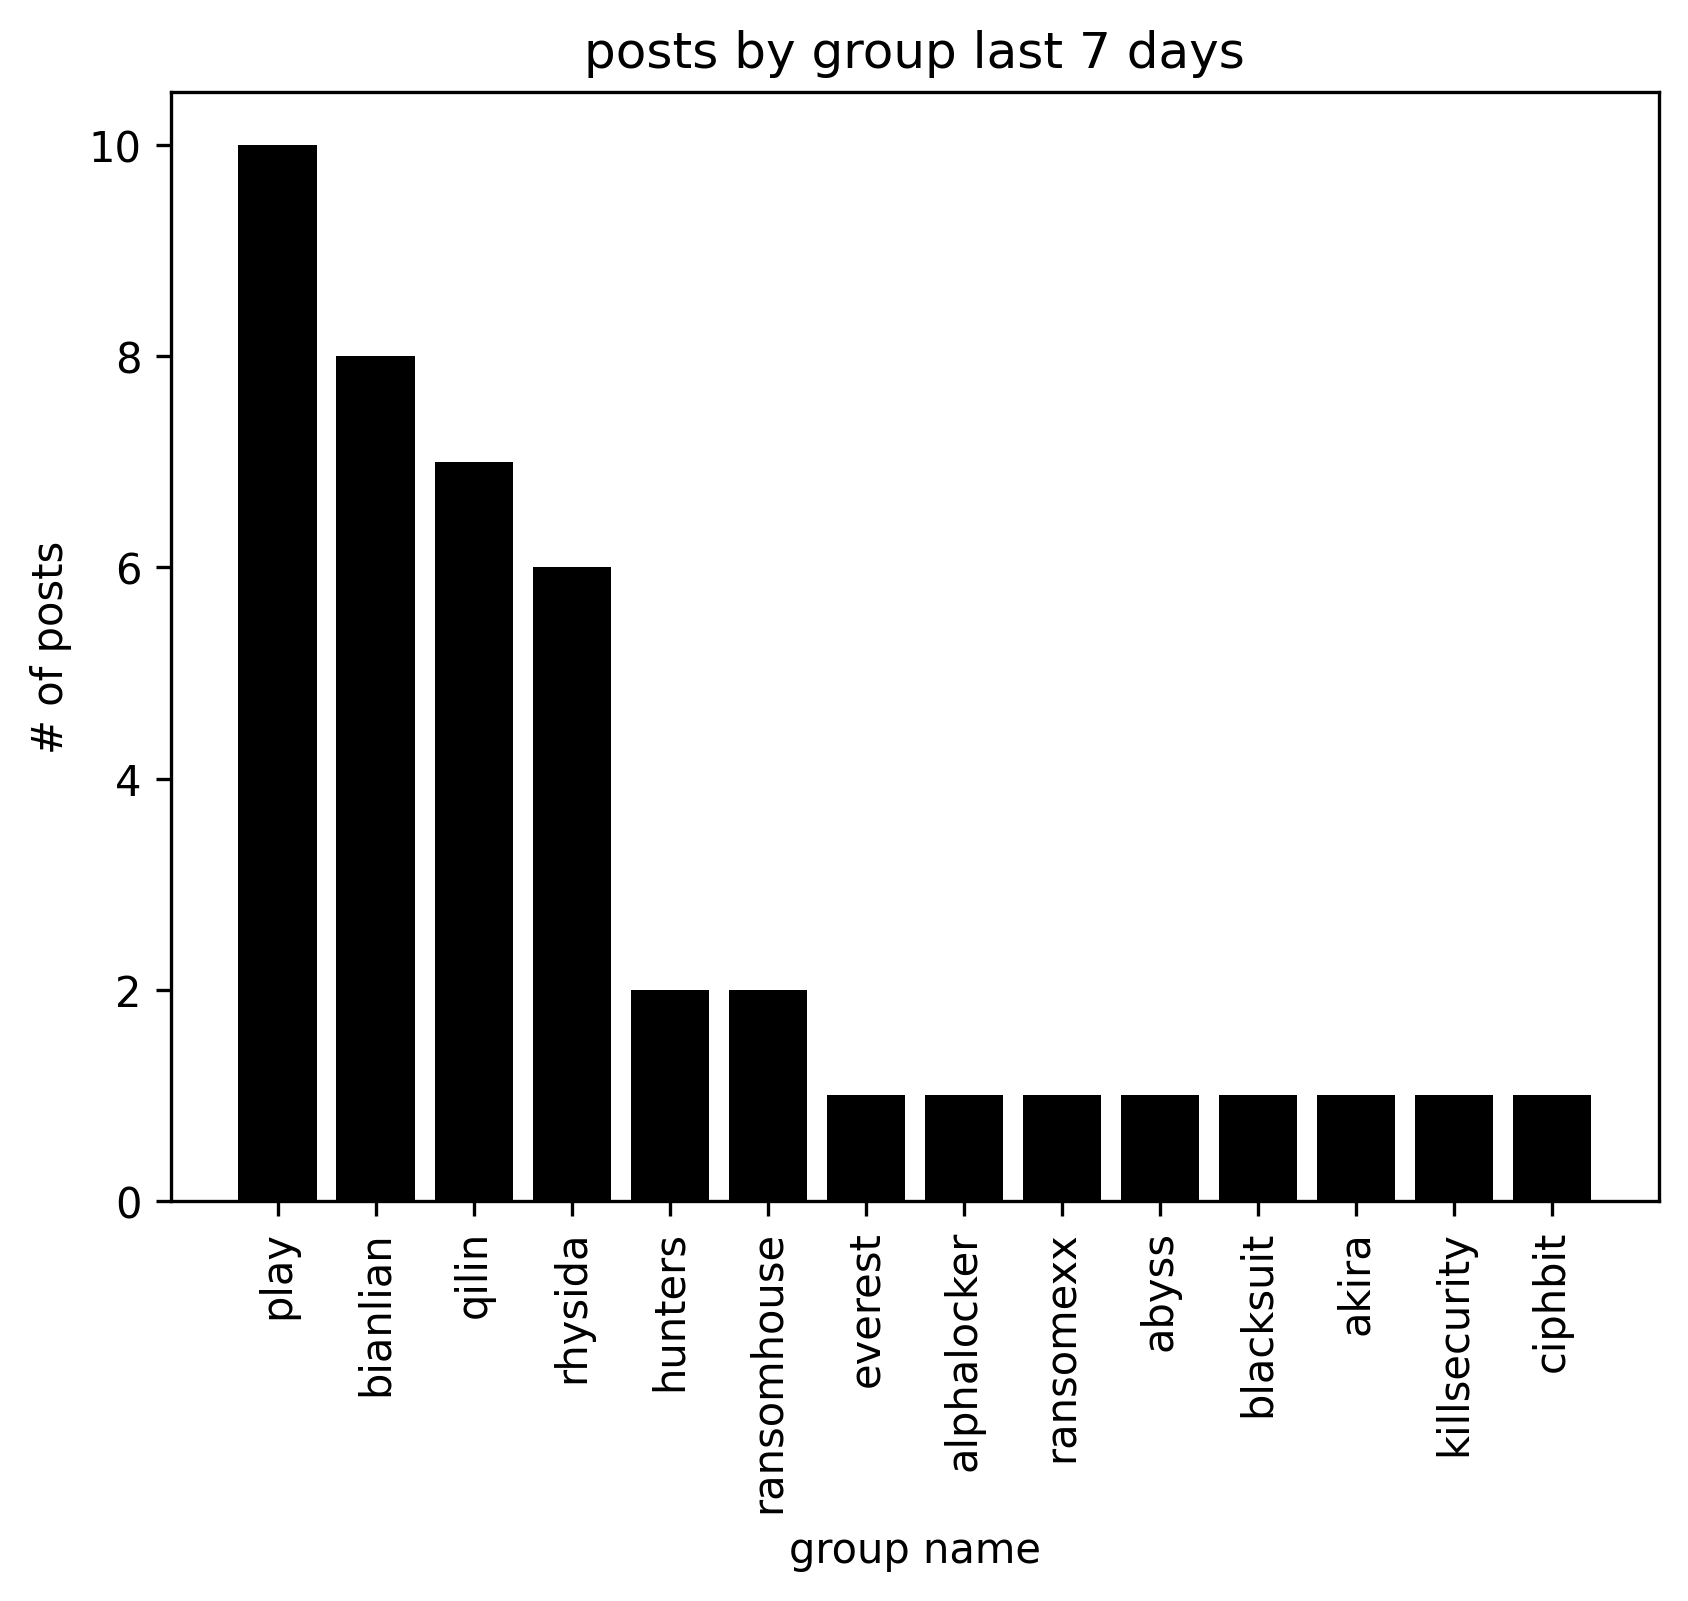 posts by group last 7 days
# of posts
10
8
6
4
2
0
play
bianlian
qilin
rhysida
hunters
ransomhouse
everest
alphalocker
ransomexx
abyss
blacksuit
akira
killsecurity
ciphbit
group name